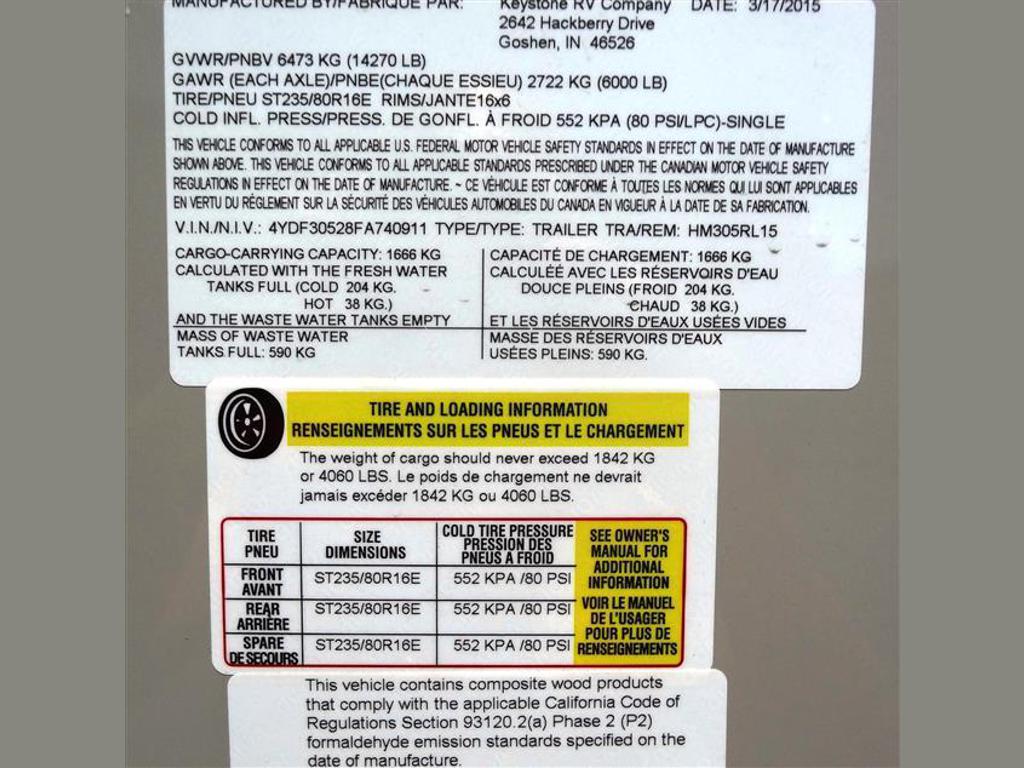 MANUFACTURED BY/FABRIQUÉ PAR: Keystone RV Company DATE: 3/17/2015
2642 Hackberry Drive
Goshen, IN 46526
GVWR/PNBV 6473 KG (14270 LB)
GAWR (EACH AXLE)/PNBE(CHAQUE ESSIEU) 2722 KG (6000 LB)
TIRE/PNEU ST235/80R16E RIMS/JANTE16x6
COLD INFL. PRESS/PRESS. DE GONFL. À FROID 552 KPA (80 PSI/LPC)-SINGLE
THIS VEHICLE CONFORMS TO ALL APPLICABLE U.S. FEDERAL MOTOR VEHICLE SAFETY STANDARDS IN EFFECT ON THE DATE OF MANUFACTURE
SHOWN ABOVE. THIS VEHICLE CONFORMS TO ALL APPLICABLE STANDARDS PRESCRIBED UNDER THE CANADIAN MOTOR VEHICLE SAFETY
REGULATIONS IN EFFECT ON THE DATE OF MANUFACTURE. ~ CE VÉHICULE EST CONFORME À TOUTES LES NORMES QUI LUI SONT APPLICABLES
EN VERTU DU RÉGLEMENT SUR LA SÉCURITÉ DES VÉHICULES AUTOMOBILES DU CANADA EN VIGUEUR À LA DATE DE SA FABRICATION.
V.I.N./N.I.V.: 4YDF30528FA740911 TYPE/TYPE: TRAILER TRA/REM: HM305RL15
CARGO-CARRYING CAPACITY: 1666 KG
CALCULATED WITH THE FRESH WATER
TANKS FULL (COLD 204 KG.
HOT 38 KG.)
AND THE WASTE WATER TANKS EMPTY
MASS OF WASTE WATER
TANKS FULL: 590 KG
CAPACITÉ DE CHARGEMENT: 1666 KG
CALCULÉE AVEC LES RÉSERVOIRS D'EAU
DOUCE PLEINS (FROID 204 KG.
CHAUD 38 KG.)
ET LES RÉSERVOIRS D'EAUX USÉES VIDES
MASSE DES RÉSERVOIRS D'EAUX
USÉES PLEINS: 590 KG.
TIRE AND LOADING INFORMATION
RENSEIGNEMENTS SUR LES PNEUS ET LE CHARGEMENT
The weight of cargo should never exceed 1842 KG
or 4060 LBS. Le poids de chargement ne devrait
jamais excéder 1842 KG ou 4060 LBS.
TIRE
PNEU
SIZE
DIMENSIONS
COLD TIRE PRESSURE
PRESSION DES
PNEUS A FROID
FRONT
AVANT
ST235/80R16E
552 KPA /80 PSI
REAR
ARRIÈRE
ST235/80R16E
552 KPA /80 PSI
SPARE
DE SECOURS
ST235/80R16E
552 KPA /80 PSI
SEE OWNER'S
MANUAL FOR
ADDITIONAL
INFORMATION
VOIR LE MANUEL
DE L'USAGER
POUR PLUS DE
RENSEIGNEMENTS
This vehicle contains composite wood products
that comply with the applicable California Code of
Regulations Section 93120.2(a) Phase 2 (P2)
formaldehyde emission standards specified on the
date of manufacture.